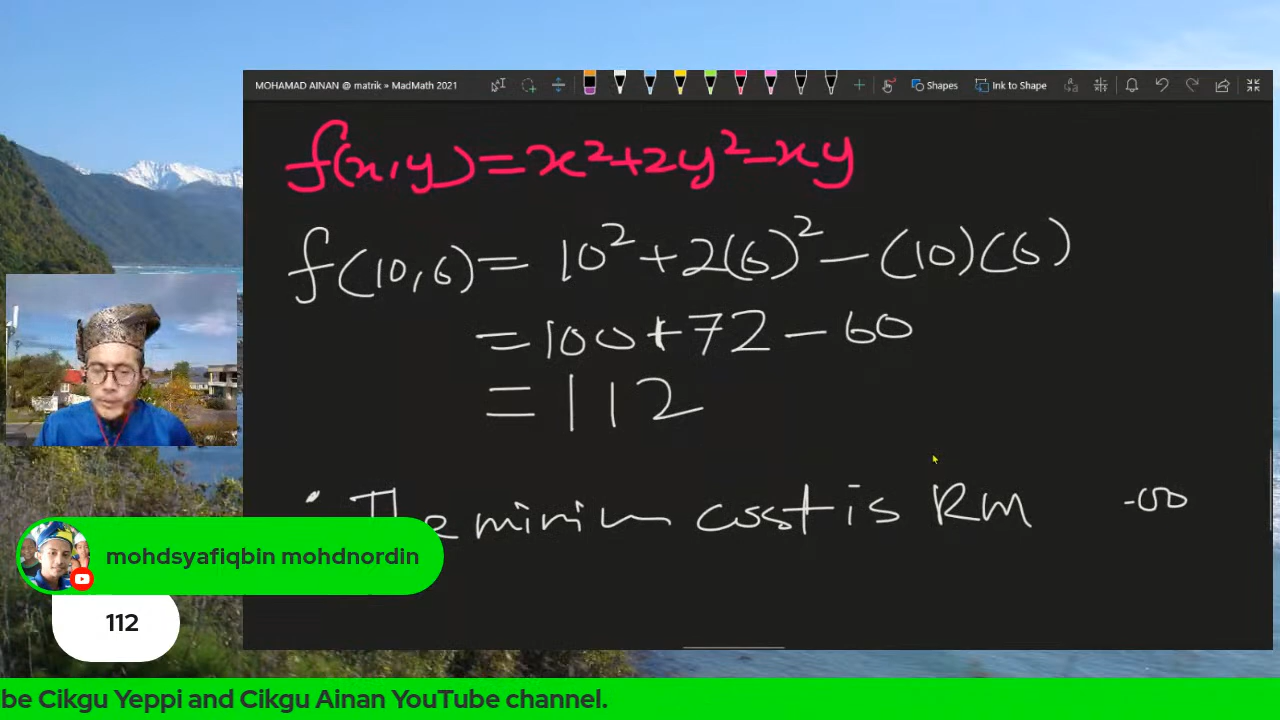 MOHAMAD AINAN @ matrik » MadMath 2021
Shapes
Ink to Shape
f(x,y)=x²+2y²-xy
f(10,6)=10²+2(6)²-(10)(6)
=100+72-60
=112
The minimum cost is RM .00
mohdsyafiqbin mohdnordin
112
be Cikgu Yeppi and Cikgu Ainan YouTube channel.